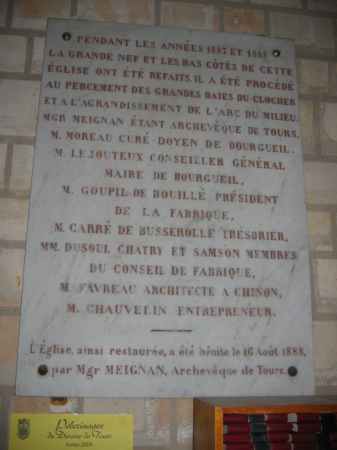 PENDANT LES ANNÉES 1887 ET 1888
LA GRANDE NEF ET LES BAS CÔTÉS DE CETTE
ÉGLISE ONT ÉTÉ REFAITS. IL A ÉTÉ PROCÉDÉ
AU PERCEMENT DES GRANDES BAIES DU CLOCHER
ET A L'AGRANDISSEMENT DE L'ARC DU MILIEU.
MGR MEIGNAN ÉTANT ARCHEVÊQUE DE TOURS.
M. MOREAU CURÉ-DOYEN DE BOURGUEIL.
M. LEJOUTEUX CONSEILLER GÉNÉRAL
MAIRE DE BOURGUEIL,
M. GOUPIL DE BOUILLÉ PRÉSIDENT
DE LA FABRIQUE,
M. CARRÉ DE BUSSEROLLE TRÉSORIER,
MM. DUSOUL CHATRY ET SAMSON MEMBRES
DU CONSEIL DE FABRIQUE,
M. FAVREAU ARCHITECTE A CHINON,
M. CHAUVELIN ENTREPRENEUR.
L'Église, ainsi restaurée, a été bénite le 16 Août 1888,
par Mgr MEIGNAN, Archevêque de Tours.
Pèlerinages
du Diocèse de Tours